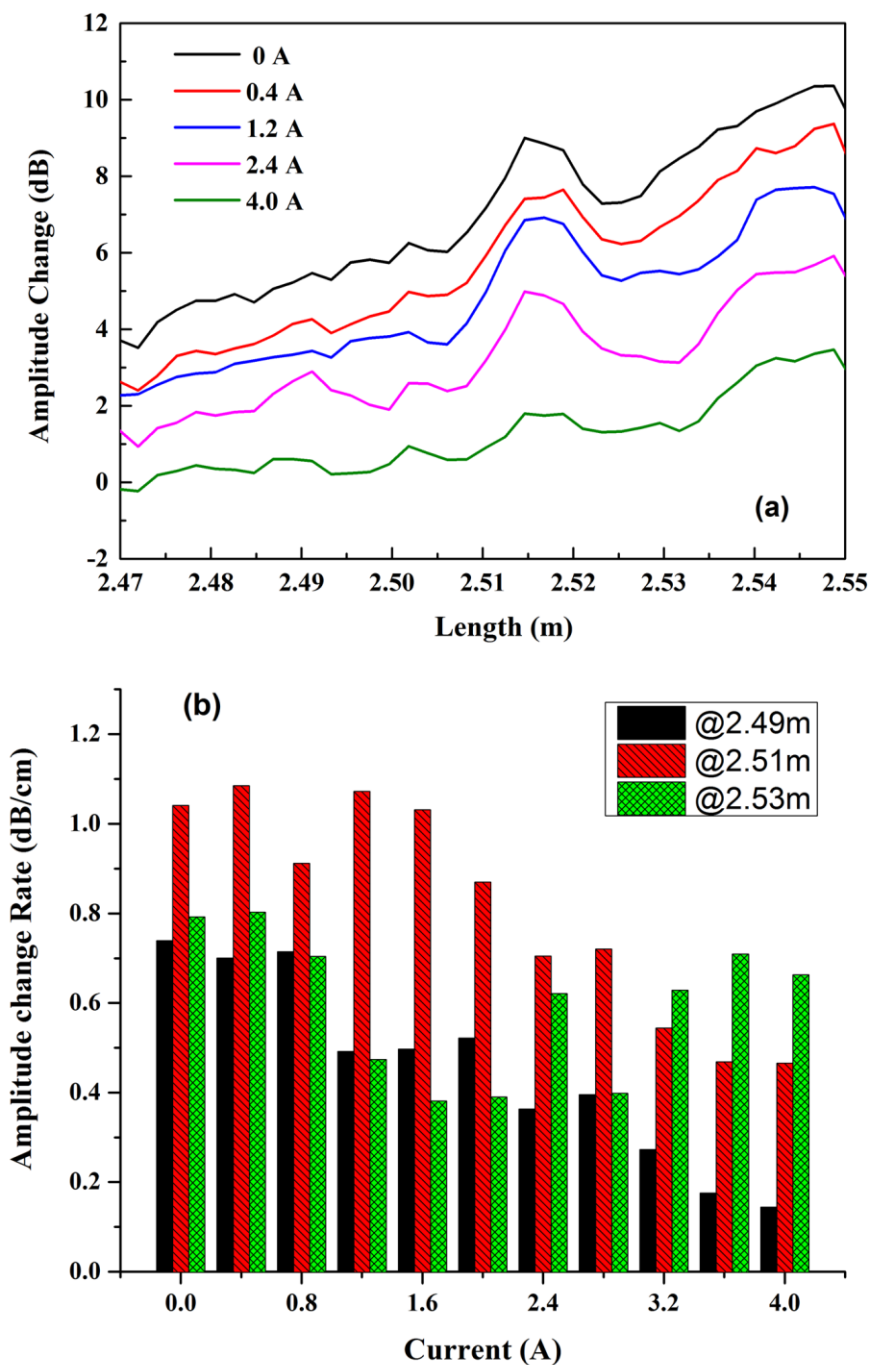 12
10
8
6
4
2
0
-2
Amplitude Change (dB)
0 A
0.4 A
1.2 A
2.4 A
4.0 A
(a)
2.47 2.48 2.49 2.50 2.51 2.52 2.53 2.54 2.55
Length (m)
(b)
@2.49m
@2.51m
@2.53m
1.2
1.0
0.8
0.6
0.4
0.2
0.0
Amplitude change Rate (dB/cm)
0.0 0.8 1.6 2.4 3.2 4.0
Current (A)